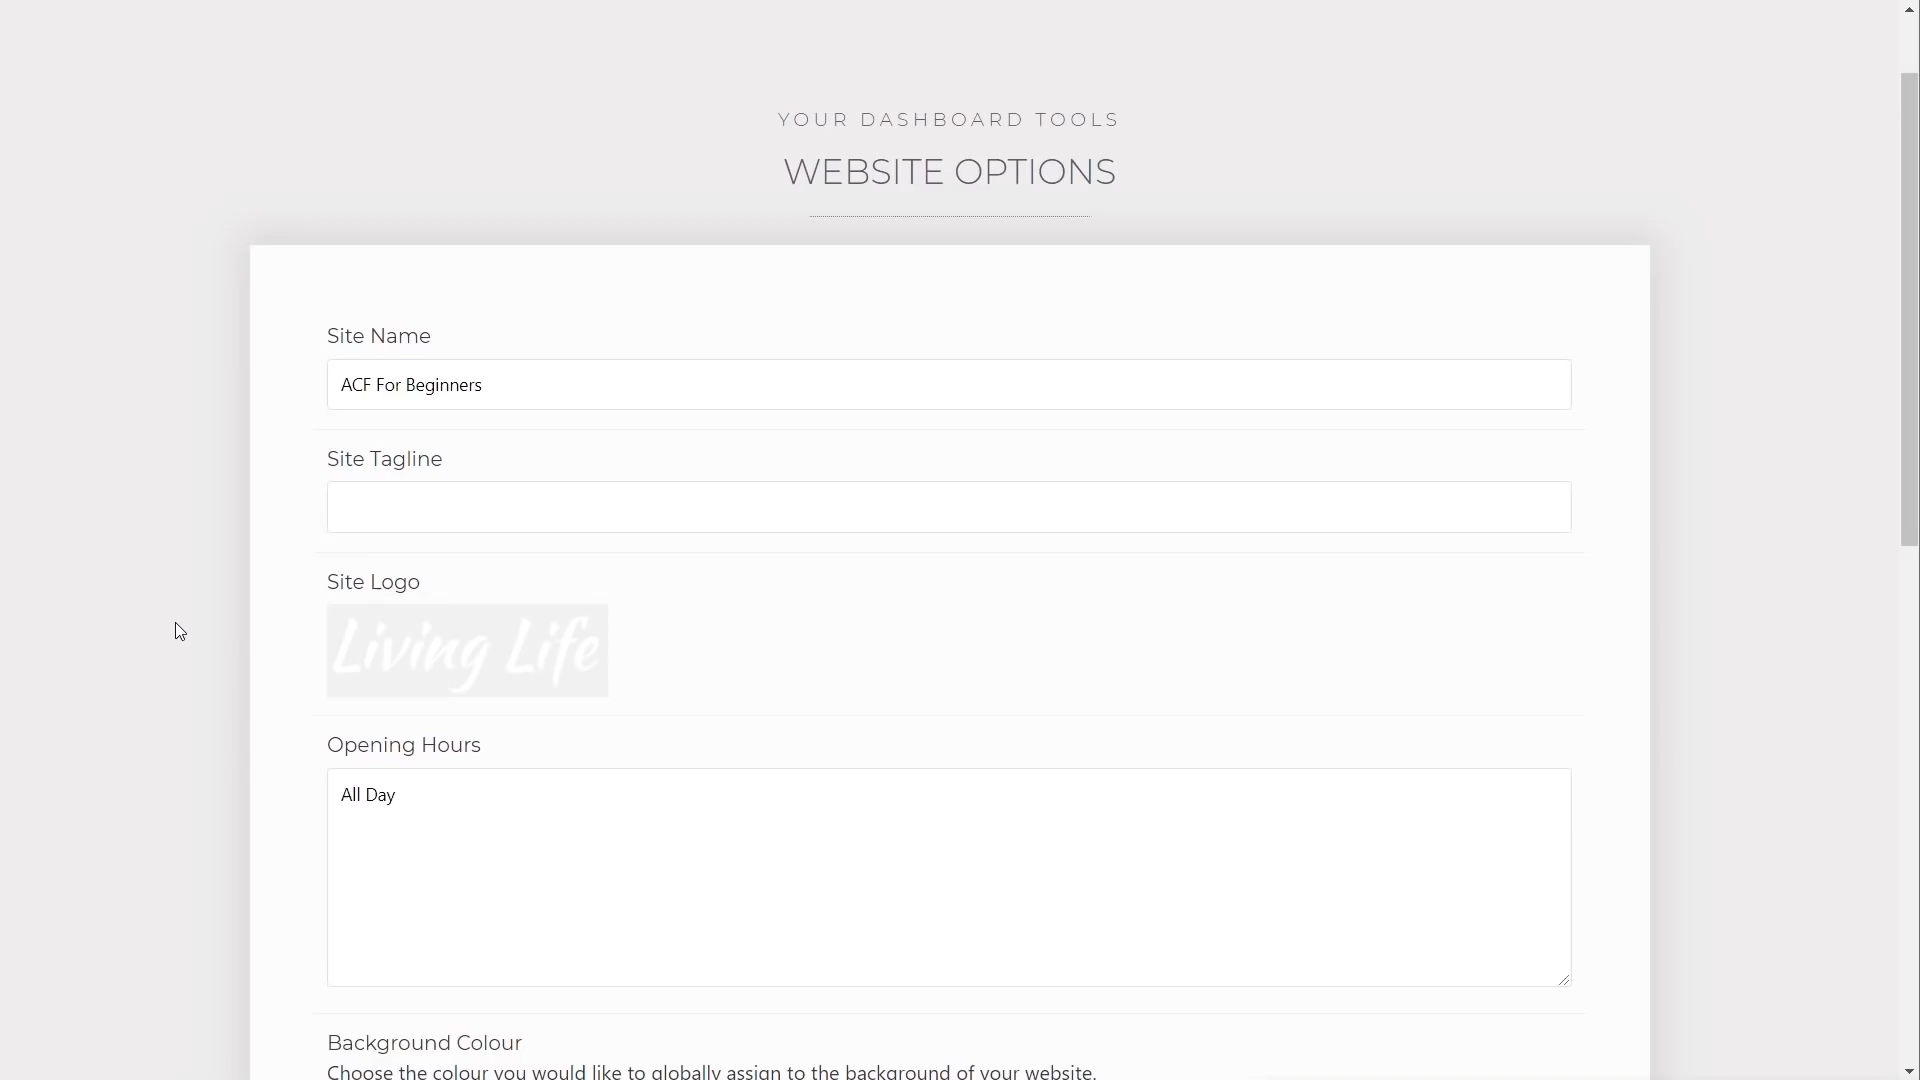 YOUR DASHBOARD TOOLS
WEBSITE OPTIONS
Site Name
ACF For Beginners
Site Tagline
Site Logo
Living Life
Opening Hours
All Day
Background Colour
Choose the colour you would like to globally assign to the background of your website.